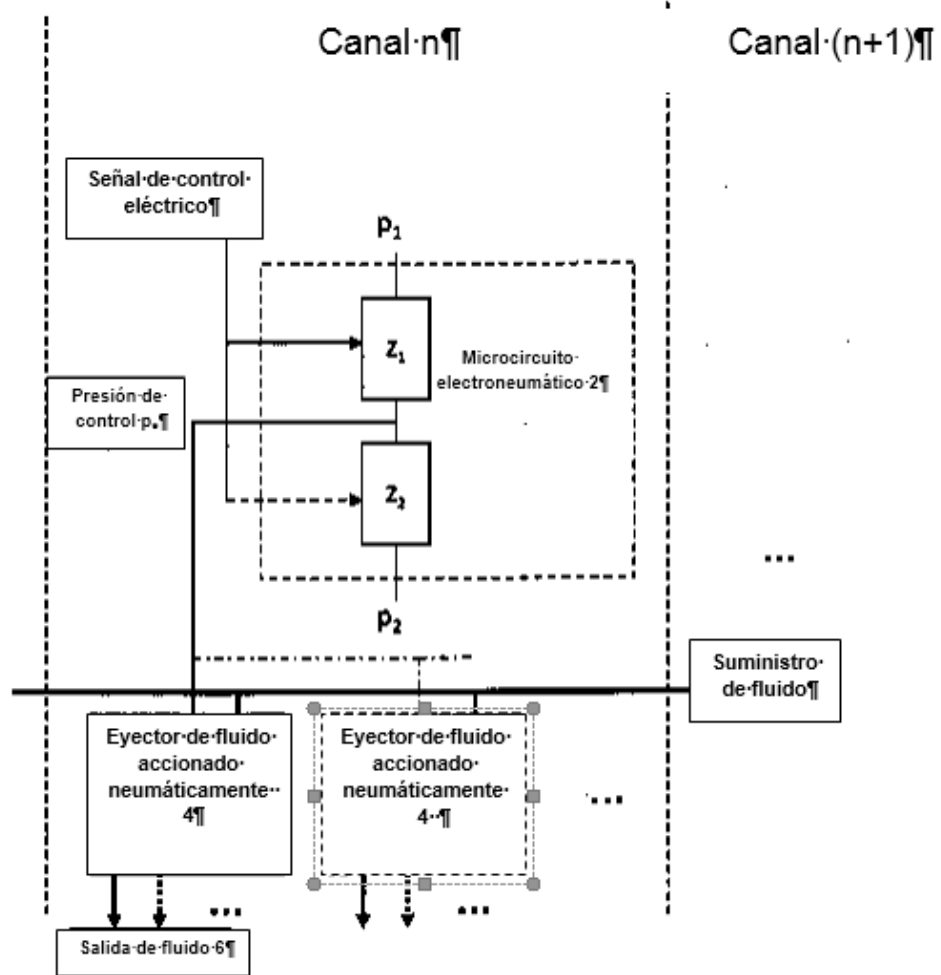 Canal·n¶
Canal·(n+1)¶
Señal·de·control·
eléctrico¶
p₁
z₁
Microcircuito·
electroneumático·2¶
Presión·de·
control·p.¶
z₂
...
p₂
Suministro·
de·fluido¶
Eyector·de·fluido·
accionado·
neumáticamente··
4¶
Eyector·de·fluido·
accionado·
neumáticamente·
4··¶
...
...
...
Salida·de·fluido·6¶